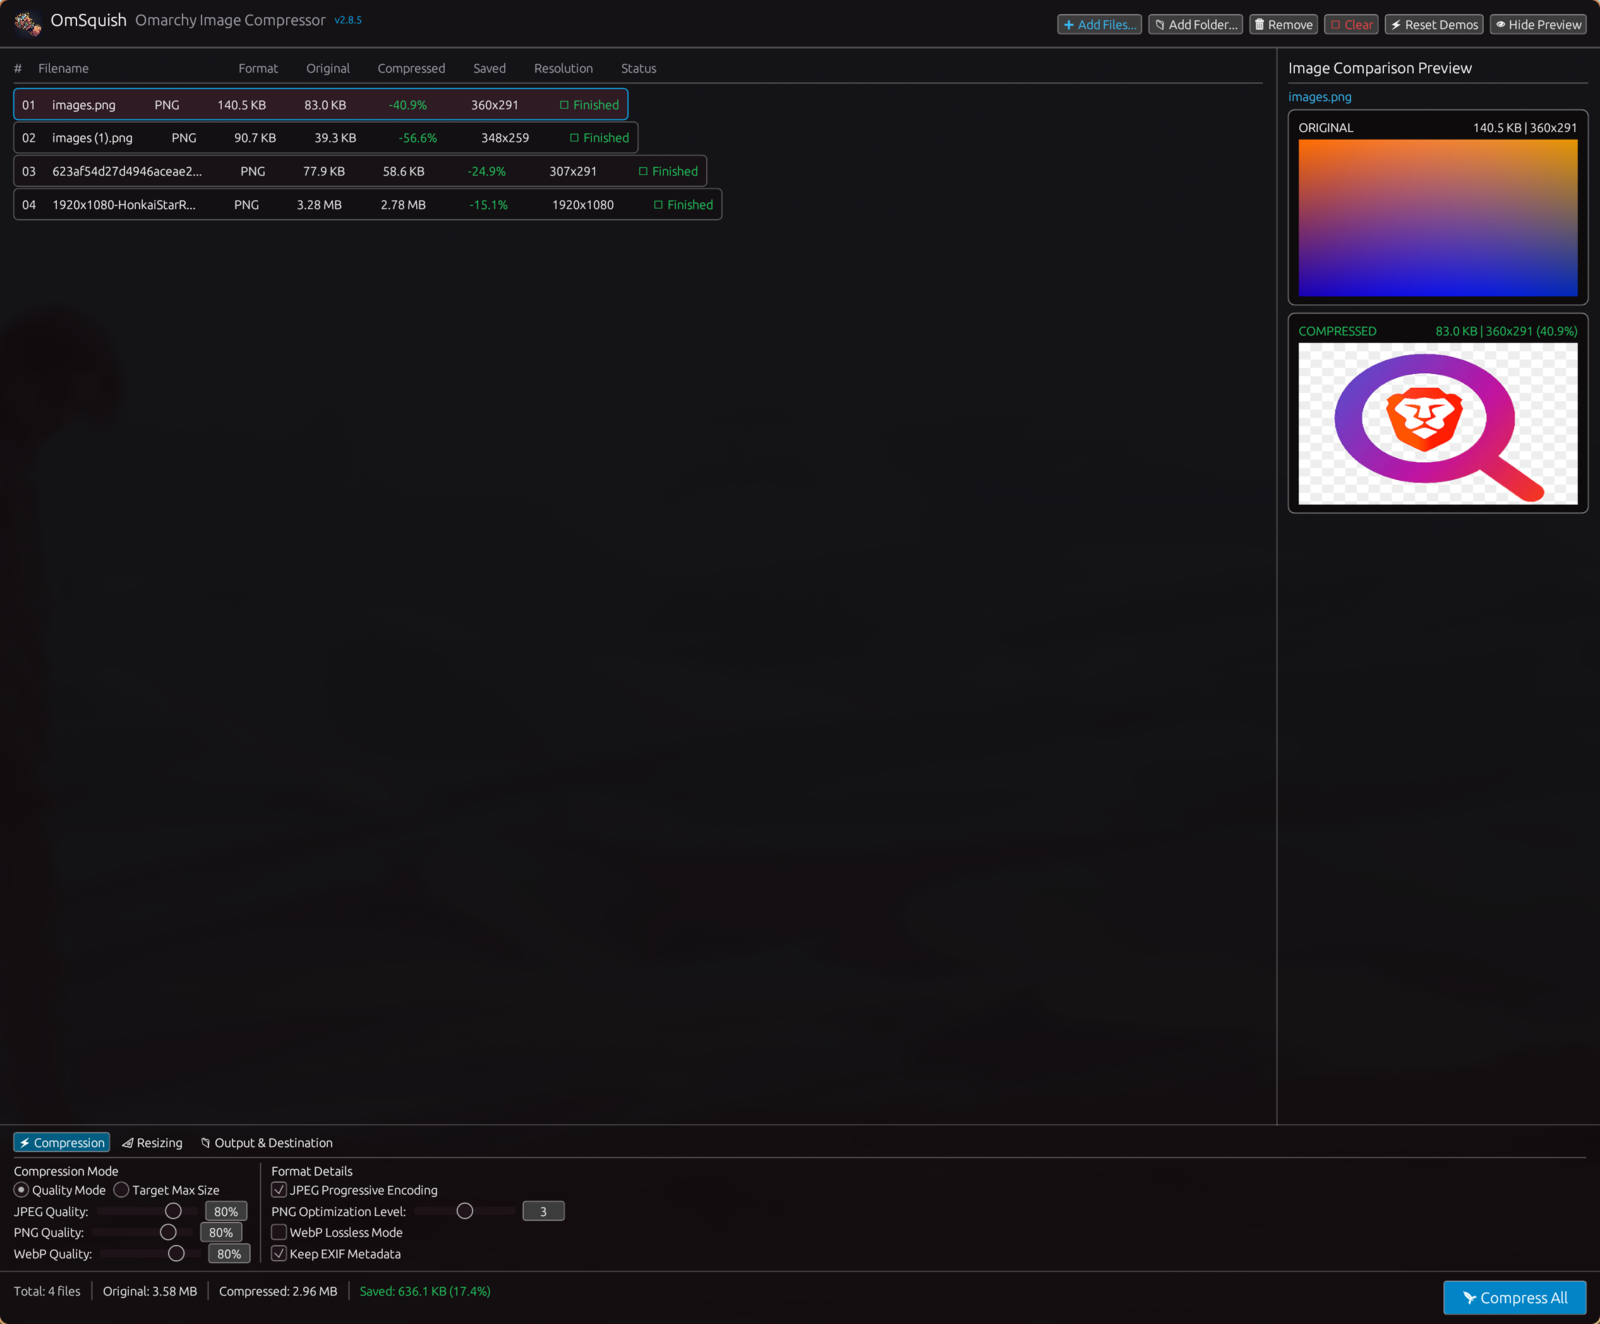 OmSquish Omarchy Image Compressor v2.8.5
+ Add Files... Add Folder... Remove Clear Reset Demos Hide Preview
# Filename Format Original Compressed Saved Resolution Status
01 images.png PNG 140.5 KB 83.0 KB -40.9% 360x291 Finished
02 images (1).png PNG 90.7 KB 39.3 KB -56.6% 348x259 Finished
03 623af54d27d4946aceae2... PNG 77.9 KB 58.6 KB -24.9% 307x291 Finished
04 1920x1080-HonkaiStarR... PNG 3.28 MB 2.78 MB -15.1% 1920x1080 Finished
Image Comparison Preview
images.png
ORIGINAL 140.5 KB | 360x291
COMPRESSED 83.0 KB | 360x291 (40.9%)
Compression Resizing Output & Destination
Compression Mode
Quality Mode Target Max Size
JPEG Quality: 80%
PNG Quality: 80%
WebP Quality: 80%
Format Details
JPEG Progressive Encoding
PNG Optimization Level: 3
WebP Lossless Mode
Keep EXIF Metadata
Total: 4 files Original: 3.58 MB Compressed: 2.96 MB Saved: 636.1 KB (17.4%)
Compress All